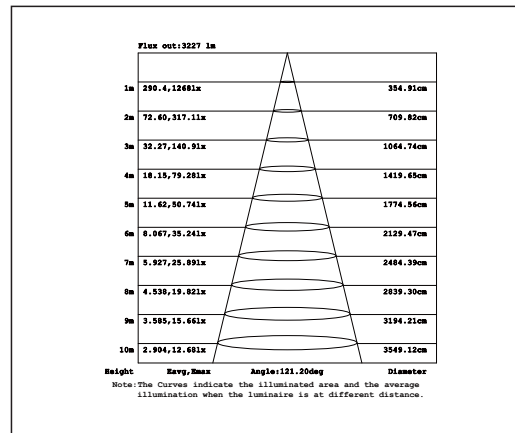 Flux out:3227 lm
1m 290.4,1268lx 354.91cm
2m 72.60,317.1lx 709.82cm
3m 32.27,140.9lx 1064.74cm
4m 18.15,79.28lx 1419.65cm
5m 11.62,50.74lx 1774.56cm
6m 8.067,35.24lx 2129.47cm
7m 5.927,25.89lx 2484.39cm
8m 4.538,19.82lx 2839.30cm
9m 3.585,15.66lx 3194.21cm
10m 2.904,12.68lx 3549.12cm
Height Eavg,Emax Angle:121.20deg Diameter
Note:The Curves indicate the illuminated area and the average
illumination when the luminaire is at different distance.